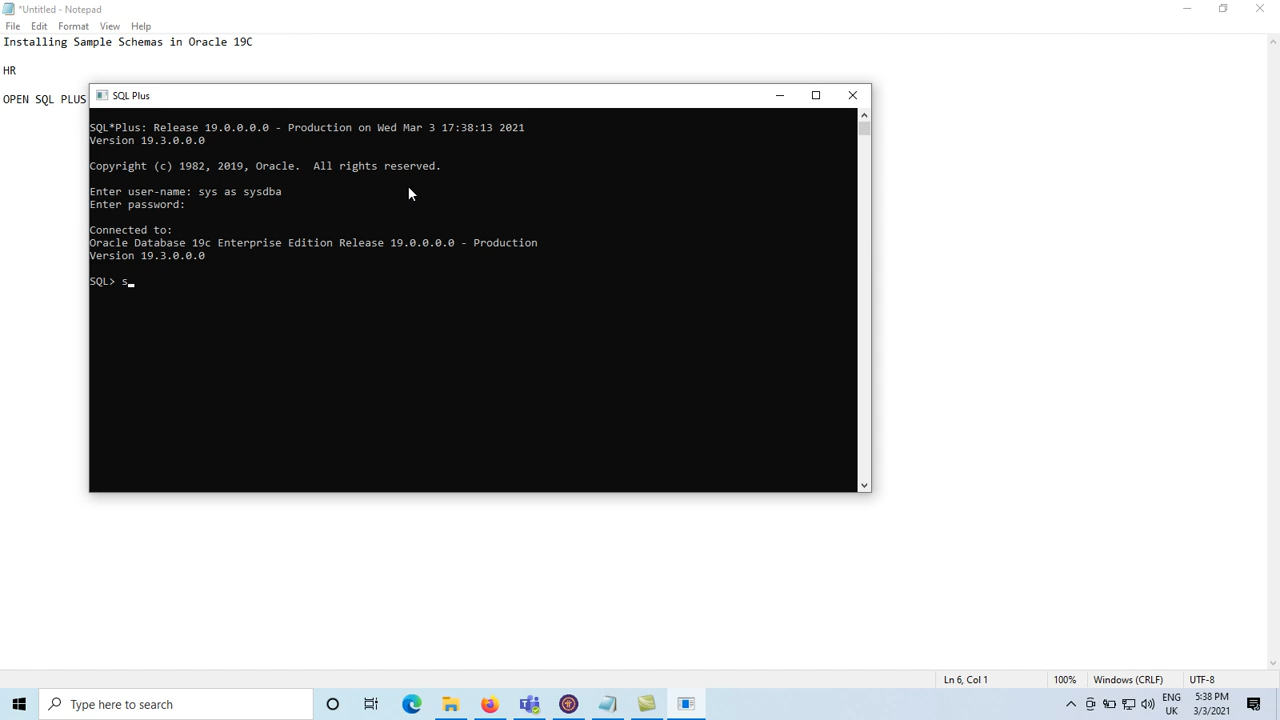 *Untitled - Notepad
File Edit Format View Help
Installing Sample Schemas in Oracle 19C
HR
OPEN SQL PLUS
SQL Plus
SQL*Plus: Release 19.0.0.0.0 - Production on Wed Mar 3 17:38:13 2021
Version 19.3.0.0.0
Copyright (c) 1982, 2019, Oracle.  All rights reserved.
Enter user-name: sys as sysdba
Enter password:
Connected to:
Oracle Database 19c Enterprise Edition Release 19.0.0.0.0 - Production
Version 19.3.0.0.0
SQL> s_
Ln 6, Col 1 100% Windows (CRLF) UTF-8
Type here to search
ENG
UK
5:38 PM
3/3/2021